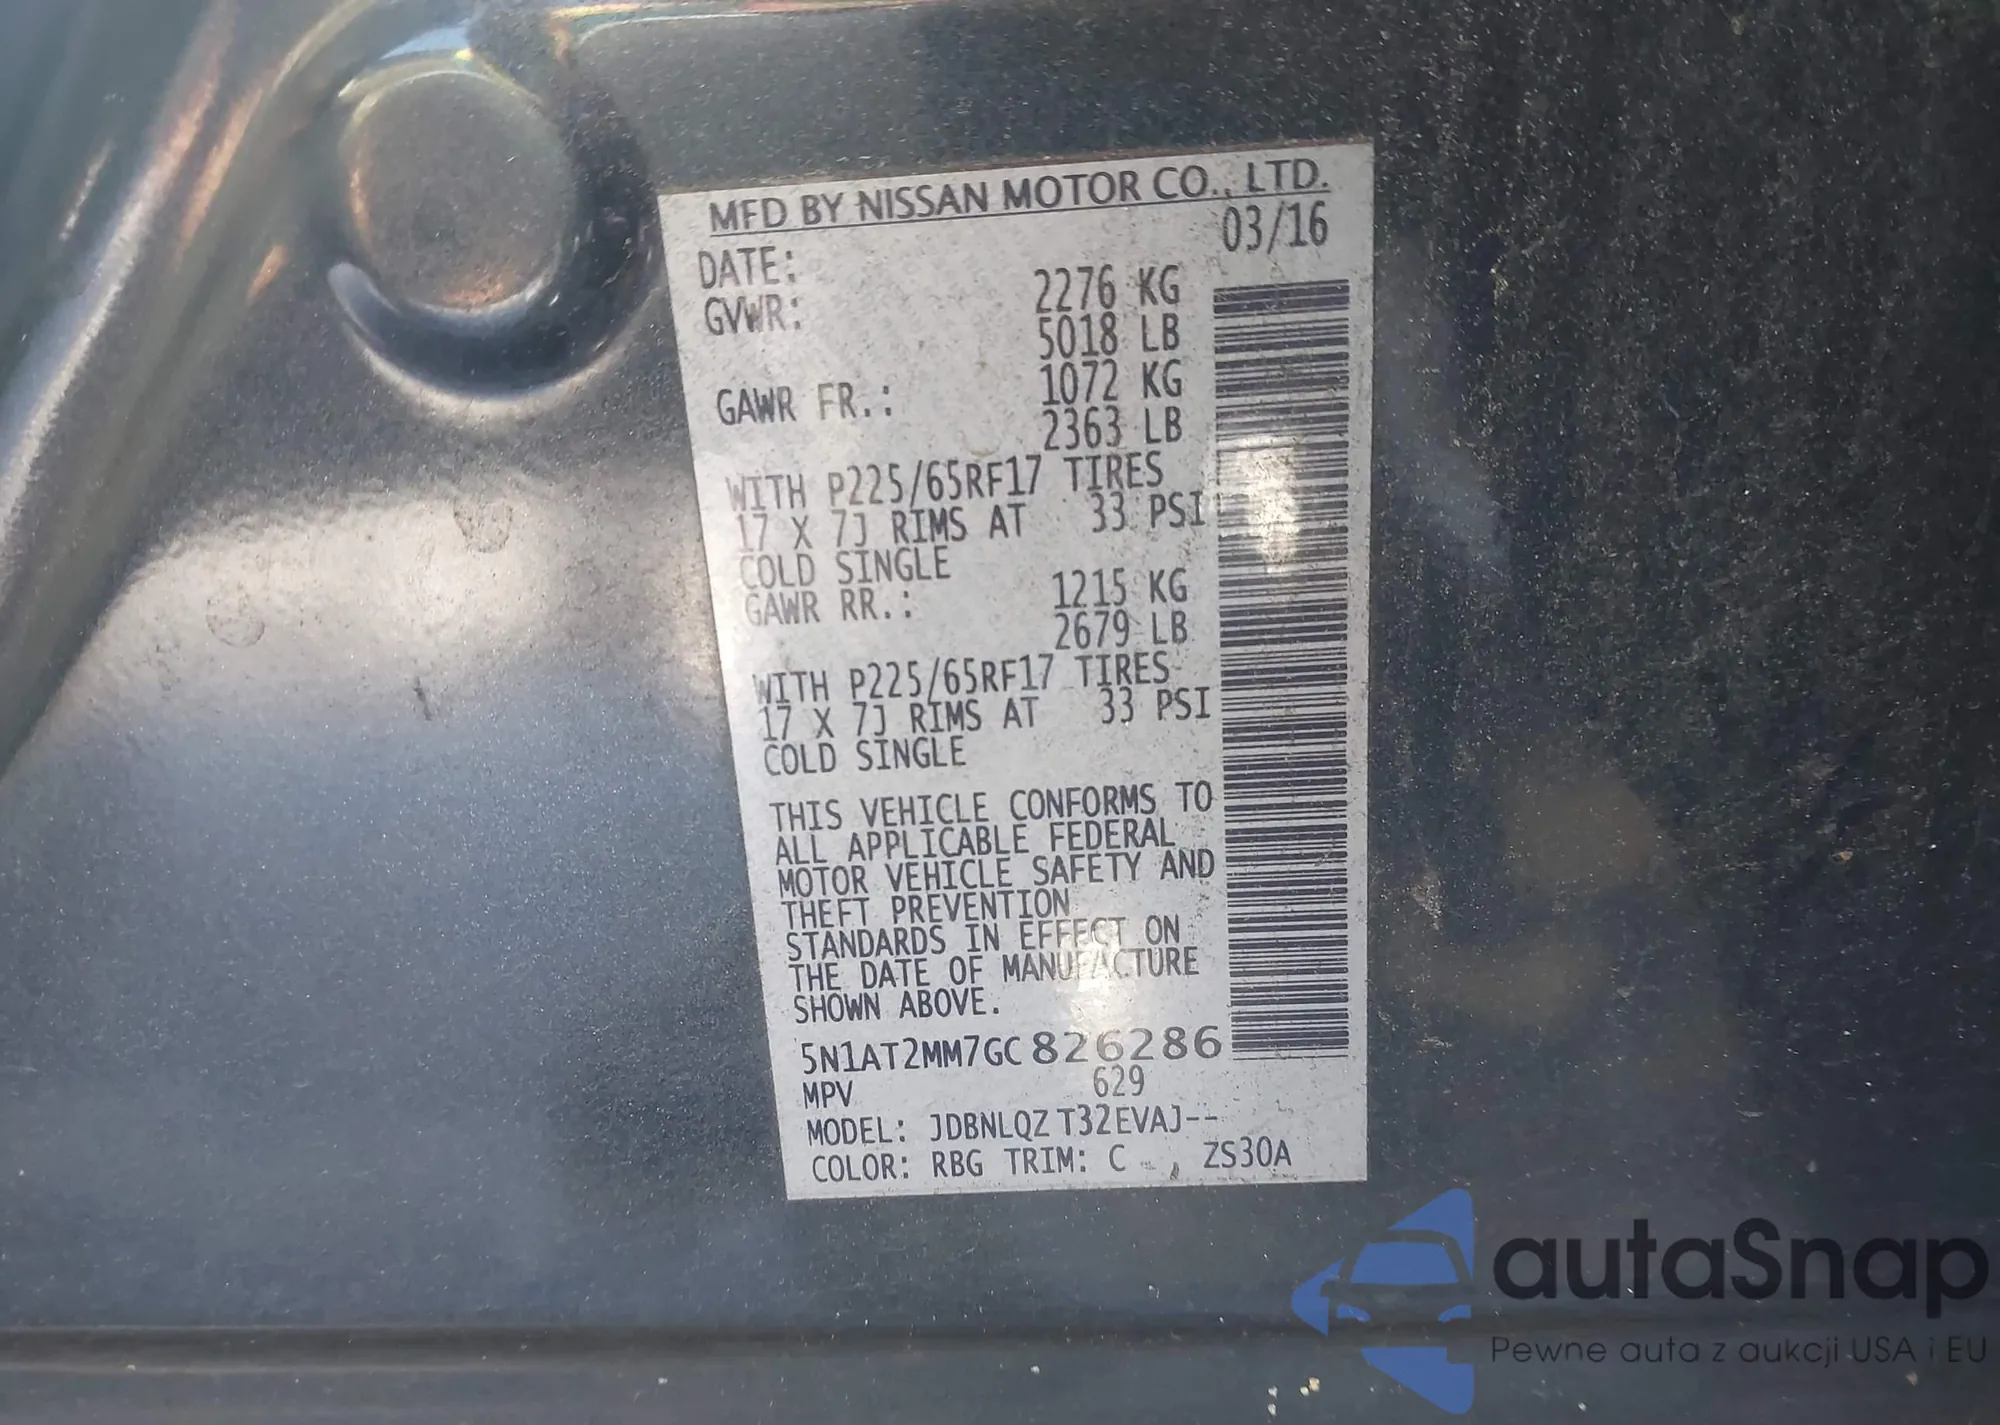 MFD BY NISSAN MOTOR CO., LTD.
DATE: 03/16
GVWR: 2276 KG
5018 LB
GAWR FR.: 1072 KG
2363 LB
WITH P225/65RF17 TIRES
17 X 7J RIMS AT 33 PSI
COLD SINGLE
GAWR RR.: 1215 KG
2679 LB
WITH P225/65RF17 TIRES
17 X 7J RIMS AT 33 PSI
COLD SINGLE
THIS VEHICLE CONFORMS TO
ALL APPLICABLE FEDERAL
MOTOR VEHICLE SAFETY AND
THEFT PREVENTION
STANDARDS IN EFFECT ON
THE DATE OF MANUFACTURE
SHOWN ABOVE.
5N1AT2MM7GC826286
MPV 629
MODEL: JDBNLQZ T32EVAJ--
COLOR: RBG TRIM: C - , ZS30A
autaSnap
Pewne auta z aukcji USA i EU